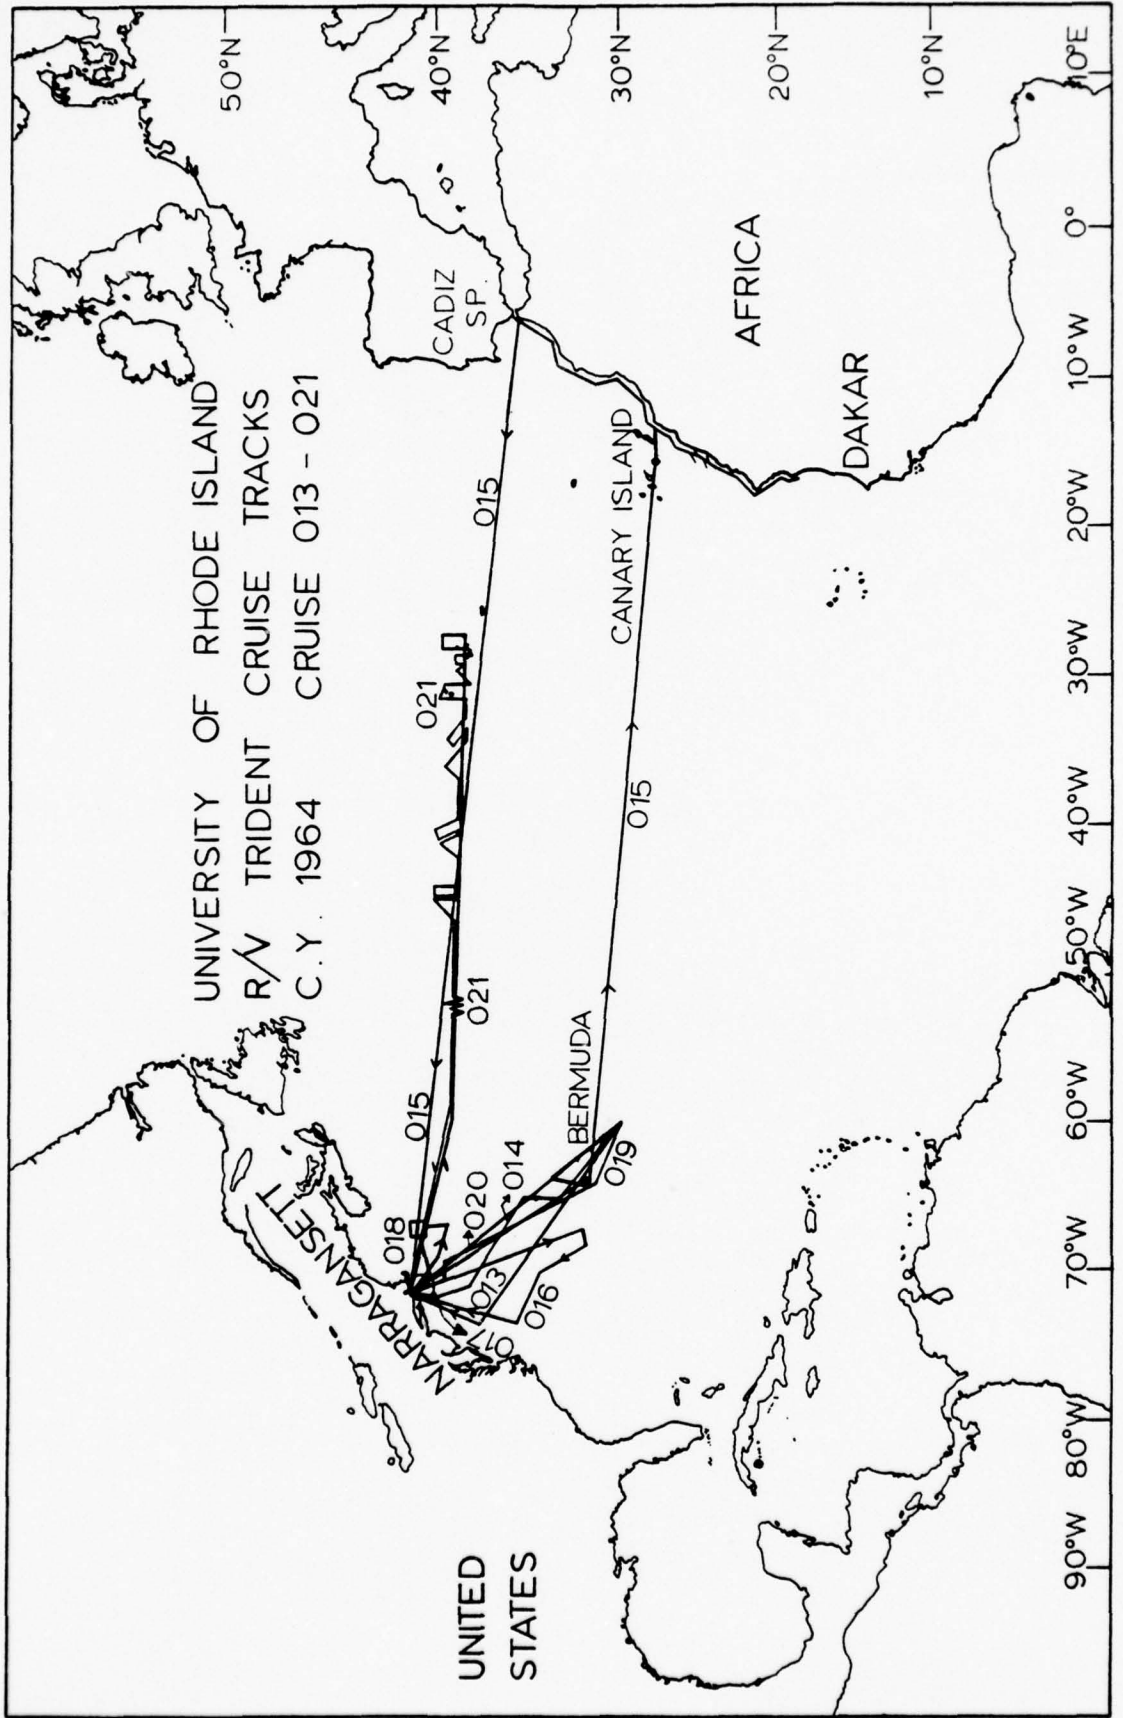 UNIVERSITY OF RHODE ISLAND
R/V TRIDENT CRUISE TRACKS
C.Y. 1964 CRUISE 013 - 021
50°N
40°N
30°N
20°N
10°N
CADIZ
SP.
015
021
018
NARRAGANSETT
015
021
020
014
BERMUDA
019
013
017
016
015
CANARY ISLAND
AFRICA
DAKAR
UNITED
STATES
90°W
80°W
70°W
60°W
50°W
40°W
30°W
20°W
10°W
0°
10°E